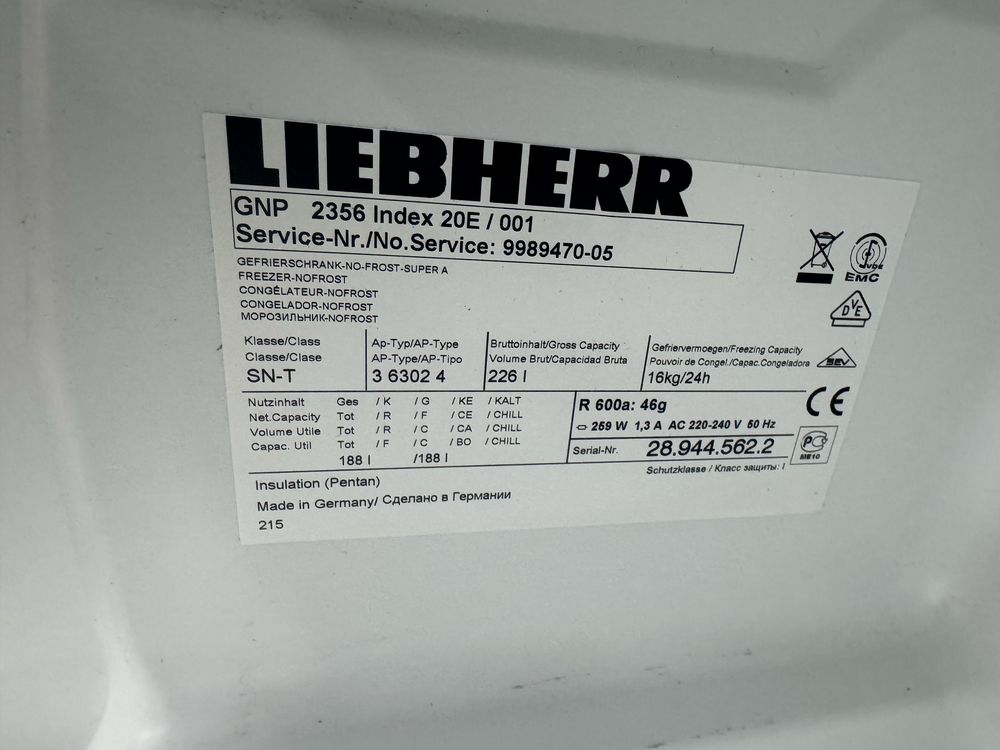 LIEBHERR
GNP 2356 Index 20E / 001
Service-Nr./No.Service: 9989470-05
GEFRIERSCHRANK-NO-FROST-SUPER A
FREEZER-NOFROST
CONGÉLATEUR-NOFROST
CONGELADOR-NOFROST
МОРОЗИЛЬНИК-NOFROST
VDE
EMC
DVE
SEV
Klasse/Class
Classe/Clase
SN-T
Ap-Typ/AP-Type
AP-Type/AP-Tipo
3 6302 4
Bruttoinhalt/Gross Capacity
Volume Brut/Capacidad Bruta
226 l
Gefriervermoegen/Freezing Capacity
Pouvoir de Congel./Capac.Congeladora
16kg/24h
Nutzinhalt Ges / K / G / KE / KALT
Net.Capacity Tot / R / F / CE / CHILL
Volume Utile Tot / R / C / CA / CHILL
Capac. Util Tot / F / C / BO / CHILL
188 l /188 l
R 600a: 46g
259 W 1,3 A AC 220-240 V 50 Hz
Serial-Nr. 28.944.562.2
CE
PC
ME10
Schutzklasse / Класс защиты: I
Insulation (Pentan)
Made in Germany/ Сделано в Германии
215